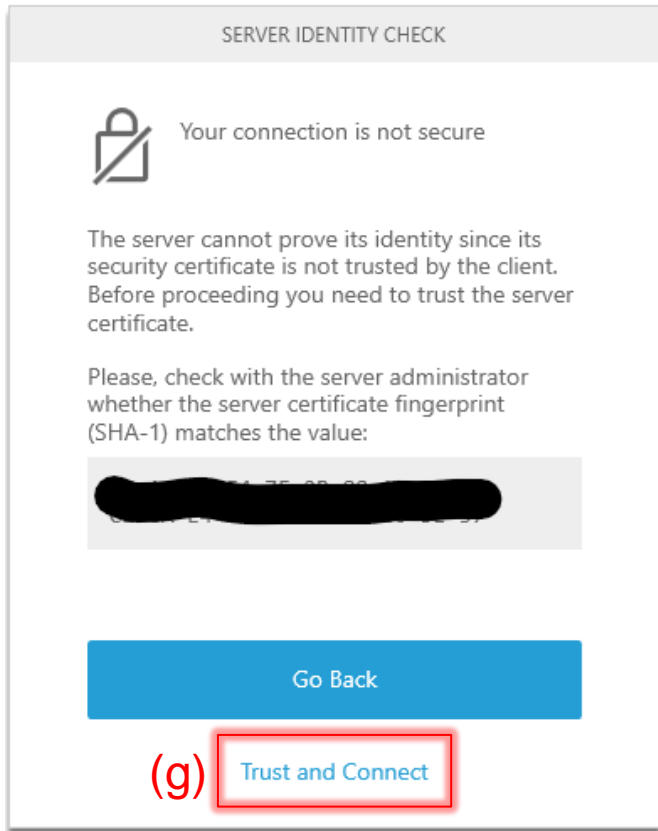 SERVER IDENTITY CHECK
Your connection is not secure
The server cannot prove its identity since its
security certificate is not trusted by the client.
Before proceeding you need to trust the server
certificate.
Please, check with the server administrator
whether the server certificate fingerprint
(SHA-1) matches the value:
Go Back
(g) Trust and Connect